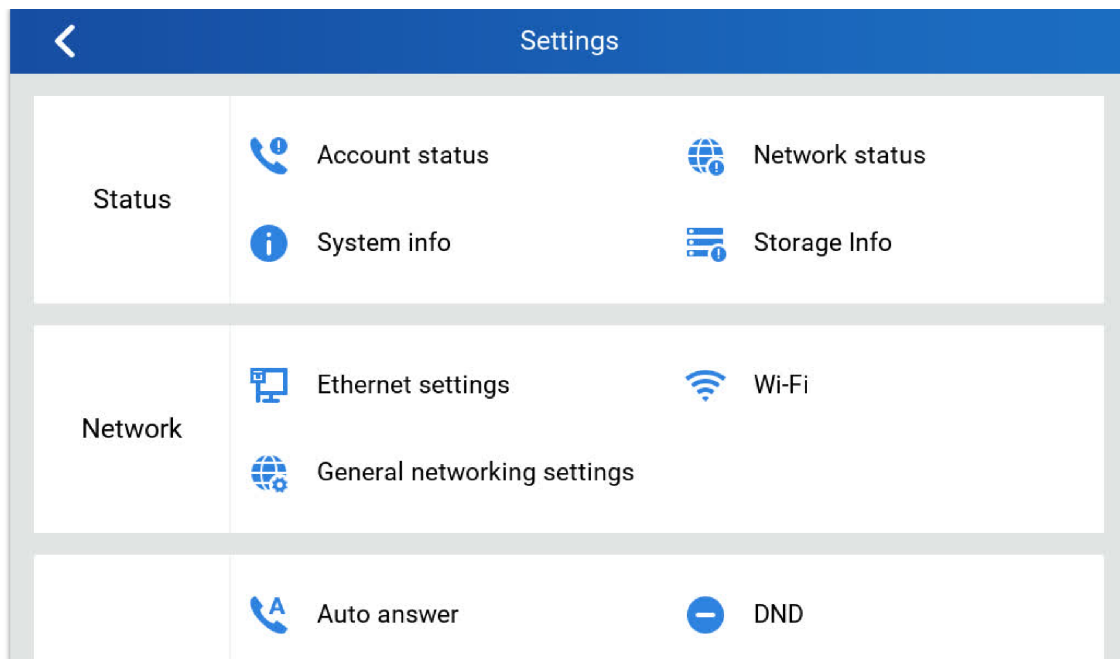 Settings
Status
Account status
Network status
System info
Storage Info
Network
Ethernet settings
Wi-Fi
General networking settings
Auto answer
DND